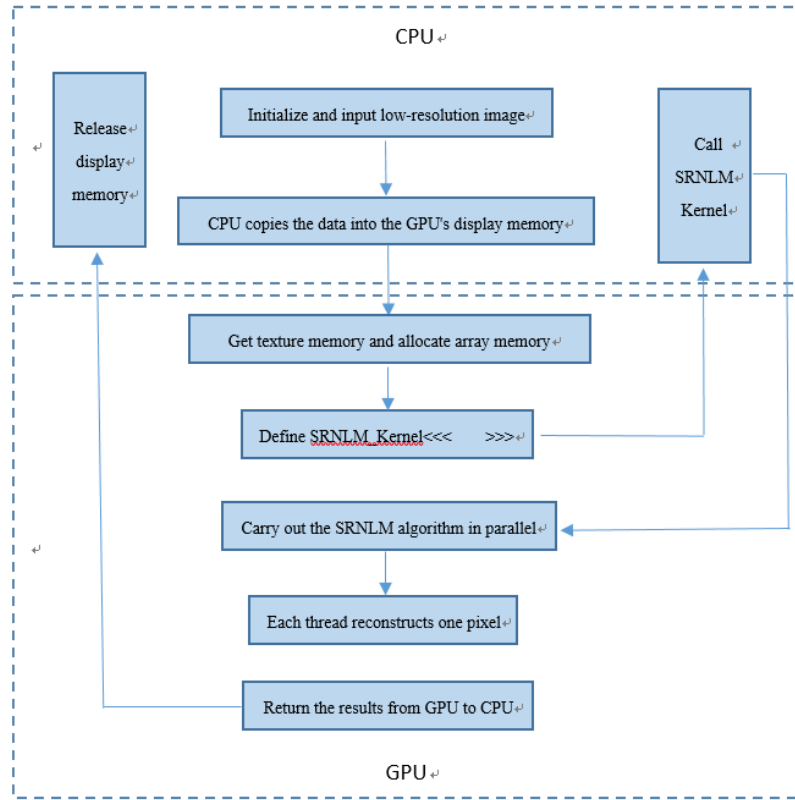 CPU
Release
display
memory
Initialize and input low-resolution image
Call
SRNLM
Kernel
CPU copies the data into the GPU's display memory
Get texture memory and allocate array memory
Define SRNLM_Kernel<<< >>>
Carry out the SRNLM algorithm in parallel
Each thread reconstructs one pixel
Return the results from GPU to CPU
GPU